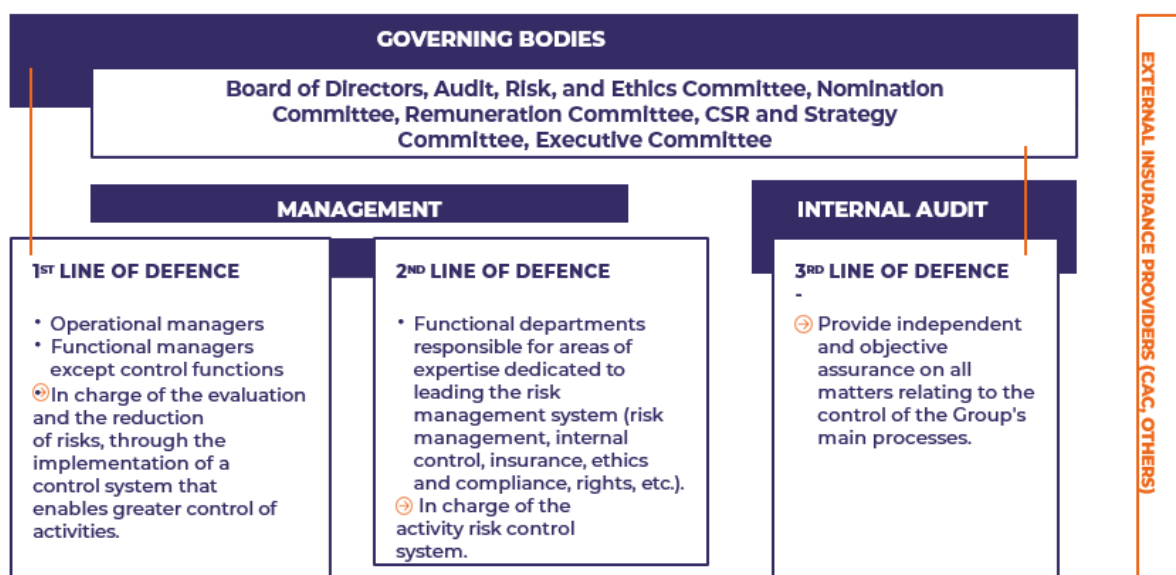 GOVERNING BODIES
Board of Directors, Audit, Risk, and Ethics Committee, Nomination
Committee, Remuneration Committee, CSR and Strategy
Committee, Executive Committee
MANAGEMENT
1ST LINE OF DEFENCE
• Operational managers
• Functional managers
except control functions
In charge of the evaluation
and the reduction
of risks, through the
implementation of a
control system that
enables greater control of
activities.
2ND LINE OF DEFENCE
• Functional departments
responsible for areas of
expertise dedicated to
leading the risk
management system (risk
management, internal
control, insurance, ethics
and compliance, rights, etc.).
In charge of the
activity risk control
system.
INTERNAL AUDIT
3RD LINE OF DEFENCE
-
Provide independent
and objective
assurance on all
matters relating to the
control of the Group's
main processes.
EXTERNAL INSURANCE PROVIDERS (CAC, OTHERS)